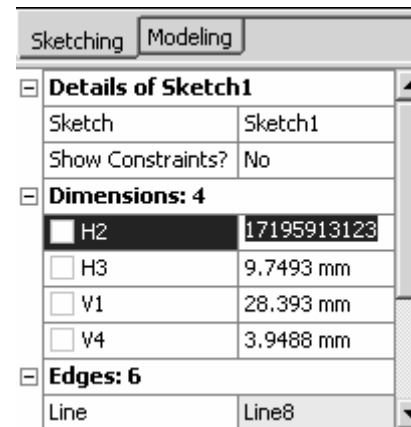 Sketching Modeling
Details of Sketch1
Sketch Sketch1
Show Constraints? No
Dimensions: 4
H2 17195913123
H3 9.7493 mm
V1 28.393 mm
V4 3.9488 mm
Edges: 6
Line Line8